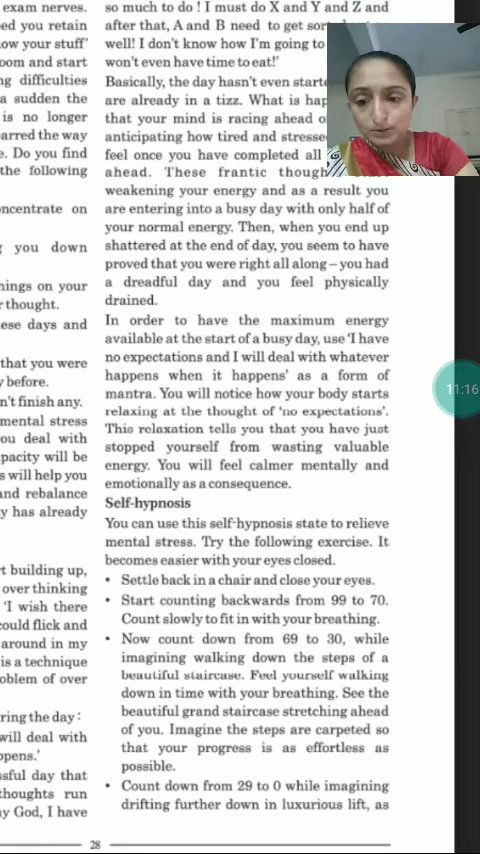 exam nerves.
ped you retain
ow your stuff'
oom and start
ng difficulties
a sudden the
is no longer
arred the way
e. Do you find
the following
oncentrate on
g you down
hings on your
r thought.
ese days and
that you were
y before.
n't finish any.
mental stress
ou deal with
pacity will be
s will help you
and rebalance
y has already
rt building up,
over thinking
'I wish there
could flick and
around in my
is a technique
oblem of over
ring the day :
will deal with
ppens.'
ssful day that
thoughts run
ny God, I have
so much to do ! I must do X and Y and Z and
after that, A and B need to get
well! I don't know how I'm going to
won't even have time to eat!'
Basically, the day hasn't even
are already in a tizz. What is
that your mind is racing ahead
anticipating how tired and
feel once you have completed all
ahead. These frantic
weakening your energy and as a result you
are entering into a busy day with only half of
your normal energy. Then, when you end up
shattered at the end of day, you seem to have
proved that you were right all along – you had
a dreadful day and you feel physically
drained.
In order to have the maximum energy
available at the start of a busy day, use 'I have
no expectations and I will deal with whatever
happens when it happens' as a form of
mantra. You will notice how your body starts
relaxing at the thought of 'no expectations'.
This relaxation tells you that you have just
stopped yourself from wasting valuable
energy. You will feel calmer mentally and
emotionally as a consequence.
Self-hypnosis
You can use this self-hypnosis state to relieve
mental stress. Try the following exercise. It
becomes easier with your eyes closed.
• Settle back in a chair and close your eyes.
• Start counting backwards from 99 to 70.
Count slowly to fit in with your breathing.
• Now count down from 69 to 30, while
imagining walking down the steps of a
beautiful staircase. Feel yourself walking
down in time with your breathing. See the
beautiful grand staircase stretching ahead
of you. Imagine the steps are carpeted so
that your progress is as effortless as
possible.
• Count down from 29 to 0 while imagining
drifting further down in luxurious lift, as
28
11:16